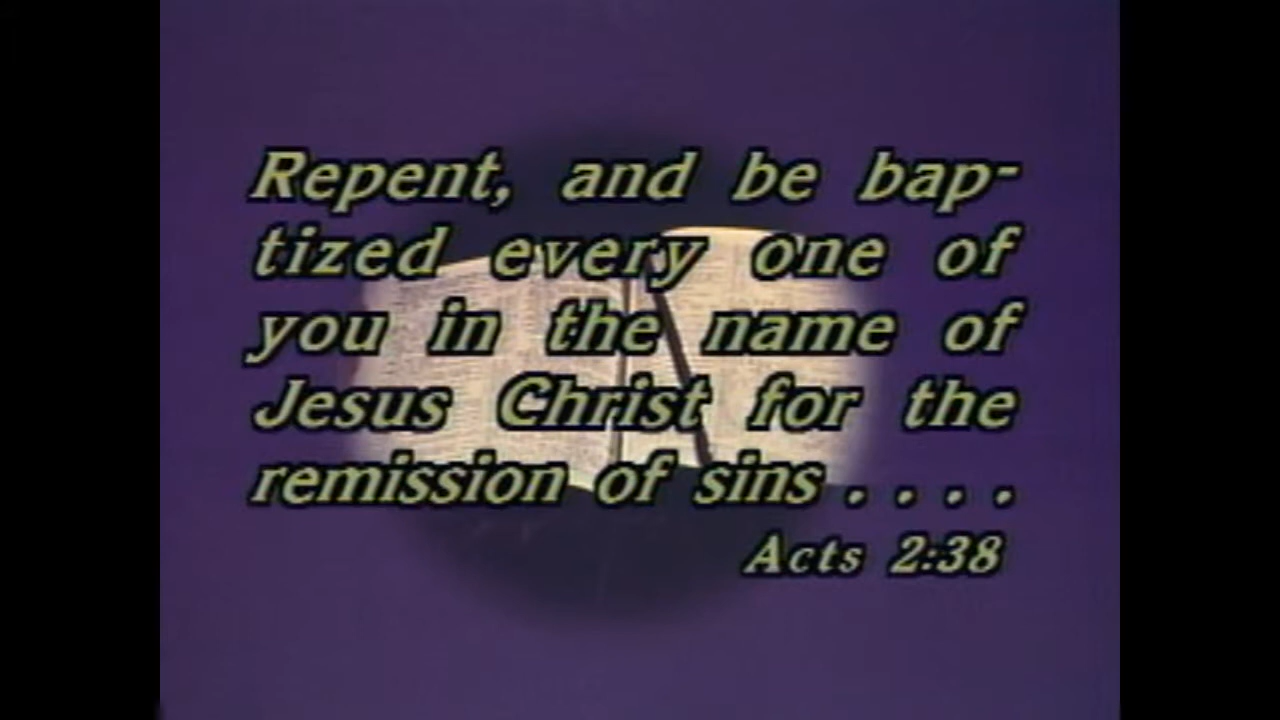 Repent, and be bap-
tized every one of
you in the name of
Jesus Christ for the
remission of sins . . . .
Acts 2:38